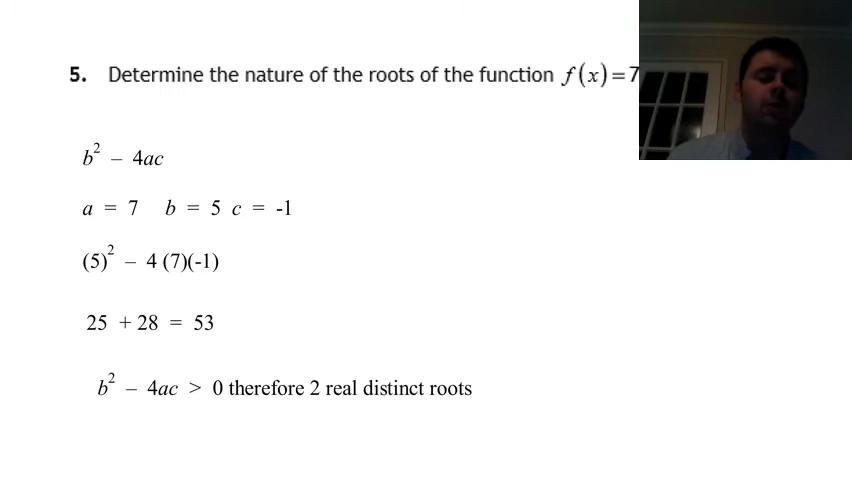 5. Determine the nature of the roots of the function f(x)=7
b² – 4ac
a = 7 b = 5 c = -1
(5)² – 4 (7)(-1)
25 + 28 = 53
b² – 4ac > 0 therefore 2 real distinct roots